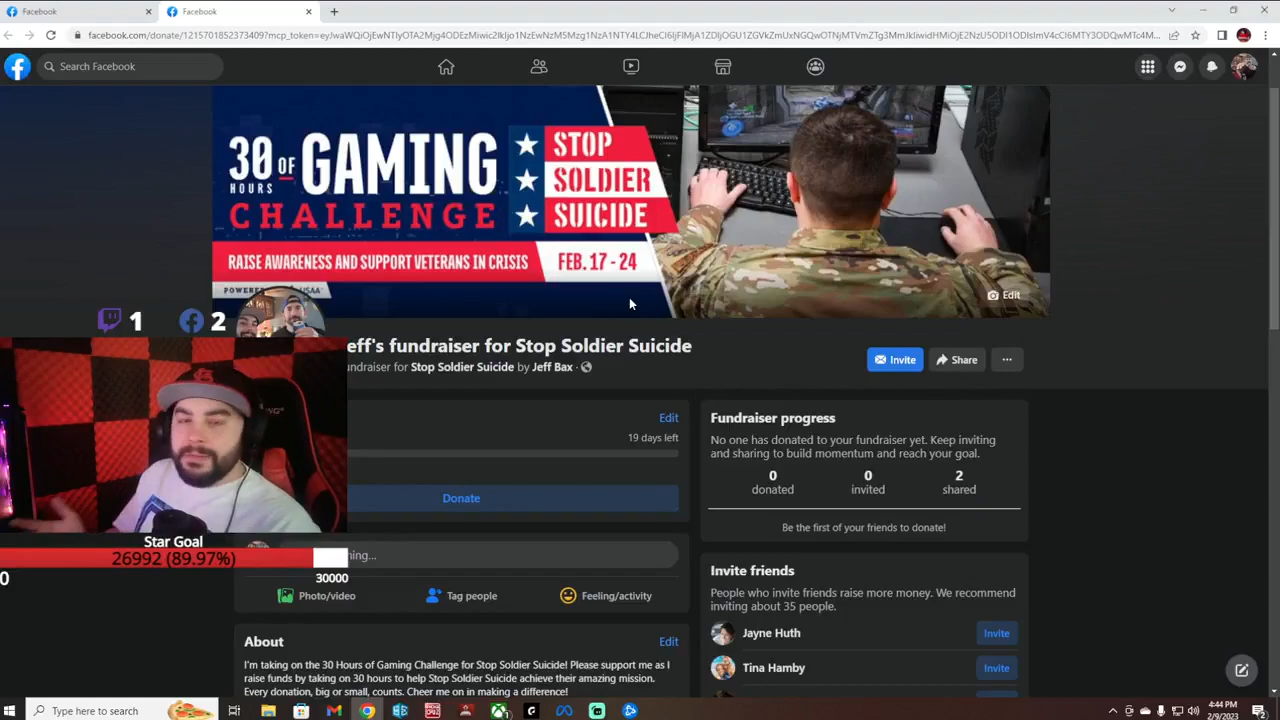 Facebook
Facebook
Search Facebook
30 HOURS OF GAMING CHALLENGE
STOP SOLDIER SUICIDE
RAISE AWARENESS AND SUPPORT VETERANS IN CRISIS
FEB. 17 - 24
POWERED
USAA
Edit
1
2
eff's fundraiser for Stop Soldier Suicide
undraiser for Stop Soldier Suicide by Jeff Bax ·
Invite
Share
Edit
19 days left
Donate
Fundraiser progress
No one has donated to your fundraiser yet. Keep inviting
and sharing to build momentum and reach your goal.
0 0 2
donated invited shared
Be the first of your friends to donate!
Star Goal
26992 (89.97%)
0
30000
ning...
Photo/video
Tag people
Feeling/activity
Invite friends
People who invite friends raise more money. We recommend
inviting about 35 people.
Jayne Huth Invite
Tina Hamby Invite
About
Edit
I'm taking on the 30 Hours of Gaming Challenge for Stop Soldier Suicide! Please support me as I
raise funds by taking on 30 hours to help Stop Soldier Suicide achieve their amazing mission.
Every donation, big or small, counts. Cheer me on in making a difference!
Type here to search
4:44 PM
2/9/2023